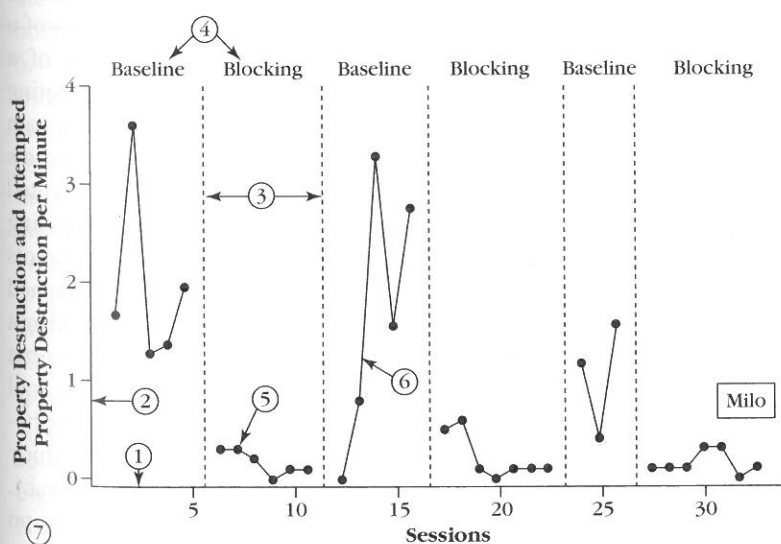 4
Baseline Blocking Baseline Blocking Baseline Blocking
Property Destruction and Attempted
Property Destruction per Minute
4
3
3
2
6
1
2
5
Milo
1
0
7
5 10 15 20 25 30
Sessions